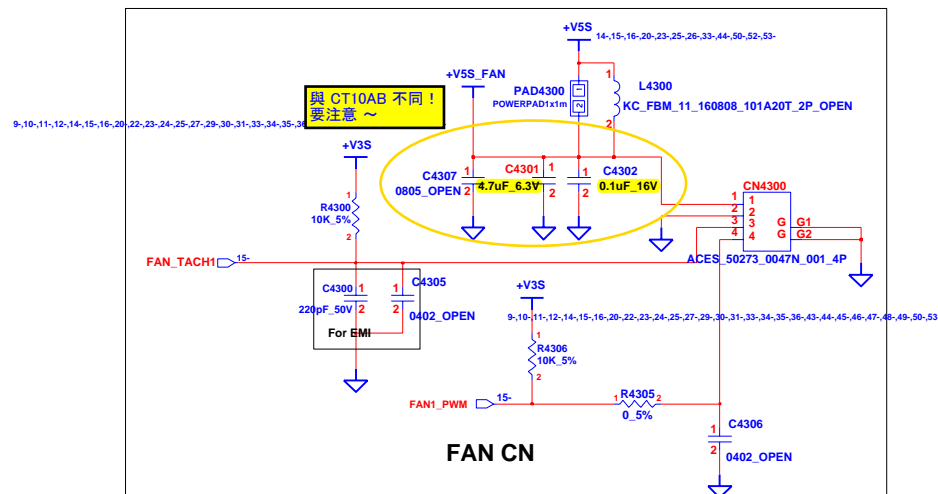 +V5S
14-,15-,16-,20-,23-,25-,26-,33-,44-,50-,52-,53-
+V5S_FAN
PAD4300
POWERPAD1x1m
1
2
1
L4300
KC_FBM_11_160808_101A20T_2P_OPEN
2
與 CT10AB 不同！
要注意 ～
9-,10-,11-,12-,14-,15-,16-,20-,22-,23-,24-,25-,27-,29-,30-,31-,33-,34-,35-,36
+V3S
C4307
1
2
0805_OPEN
C4301
1
2
4.7uF_6.3V
C4302
1
2
0.1uF_16V
CN4300
1
2
3
4
1
2
3
4
G
G
G1
G2
ACES_50273_0047N_001_4P
1
R4300
10K_5%
2
FAN_TACH1
15-
C4300
1
2
220pF_50V
C4305
1
2
0402_OPEN
For EMI
+V3S
9-,10-,11-,12-,14-,15-,16-,20-,22-,23-,24-,25-,27-,29-,30-,31-,33-,34-,35-,36-,43-,44-,45-,46-,47-,48-,49-,50-,53
1
R4306
10K_5%
2
FAN1_PWM
15-
R4305
1
2
0_5%
C4306
1
2
0402_OPEN
FAN CN